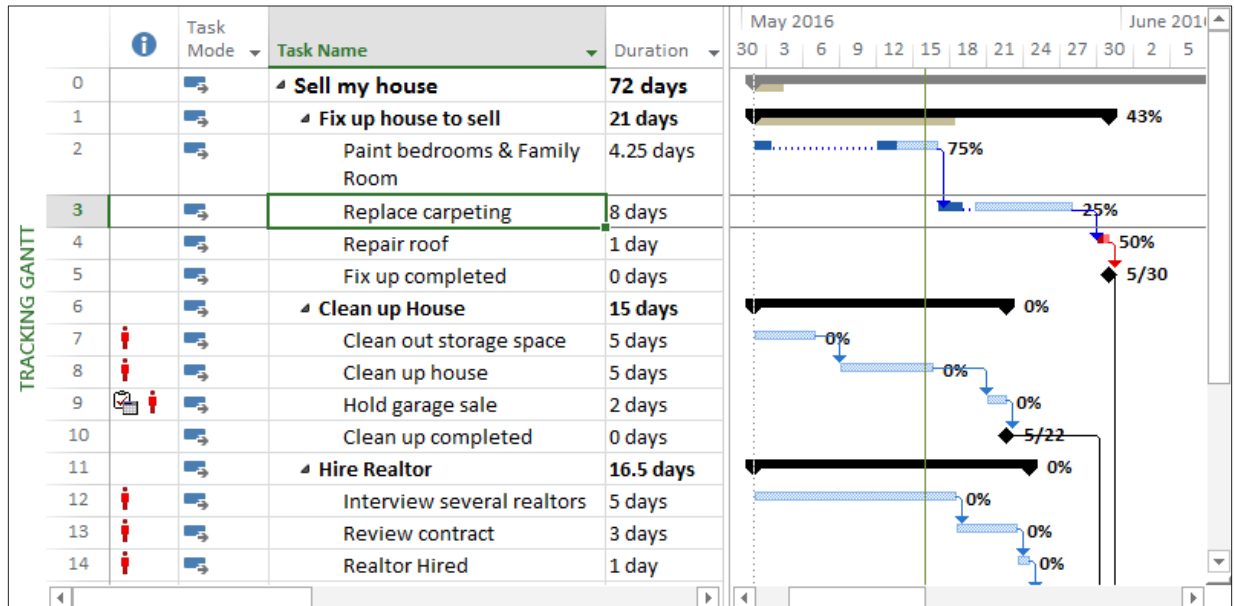 Task May 2016 June 201
Mode Task Name Duration 30 3 6 9 12 15 18 21 24 27 30 2 5
0 Sell my house 72 days
1 Fix up house to sell 21 days 43%
2 Paint bedrooms & Family 4.25 days 75%
Room
3 Replace carpeting 8 days 25%
4 Repair roof 1 day 50%
5 Fix up completed 0 days 5/30
6 Clean up House 15 days 0%
7 Clean out storage space 5 days 0%
8 Clean up house 5 days 0%
9 Hold garage sale 2 days 0%
10 Clean up completed 0 days 5/22
11 Hire Realtor 16.5 days 0%
12 Interview several realtors 5 days 0%
13 Review contract 3 days 0%
14 Realtor Hired 1 day 0%
TRACKING GANTT